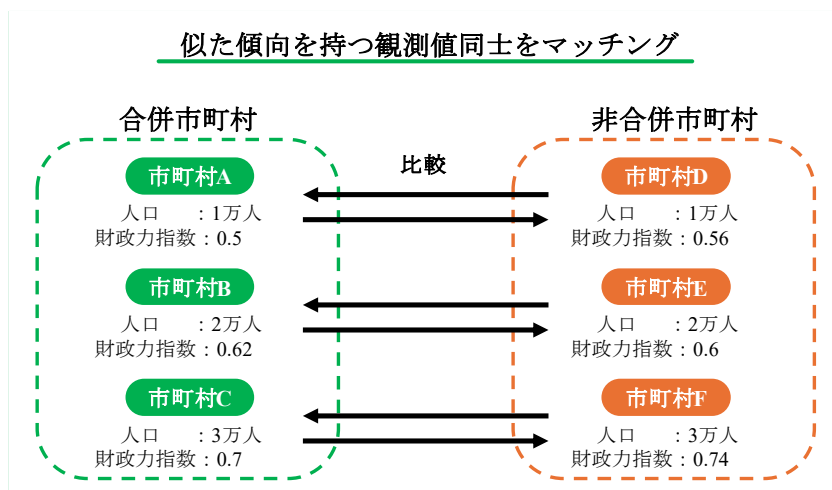 似た傾向を持つ観測値同士をマッチング
合併市町村
非合併市町村
比較
市町村A
人口　：1万人
財政力指数：0.5
市町村D
人口　：1万人
財政力指数：0.56
市町村B
人口　：2万人
財政力指数：0.62
市町村E
人口　：2万人
財政力指数：0.6
市町村C
人口　：3万人
財政力指数：0.7
市町村F
人口　：3万人
財政力指数：0.74